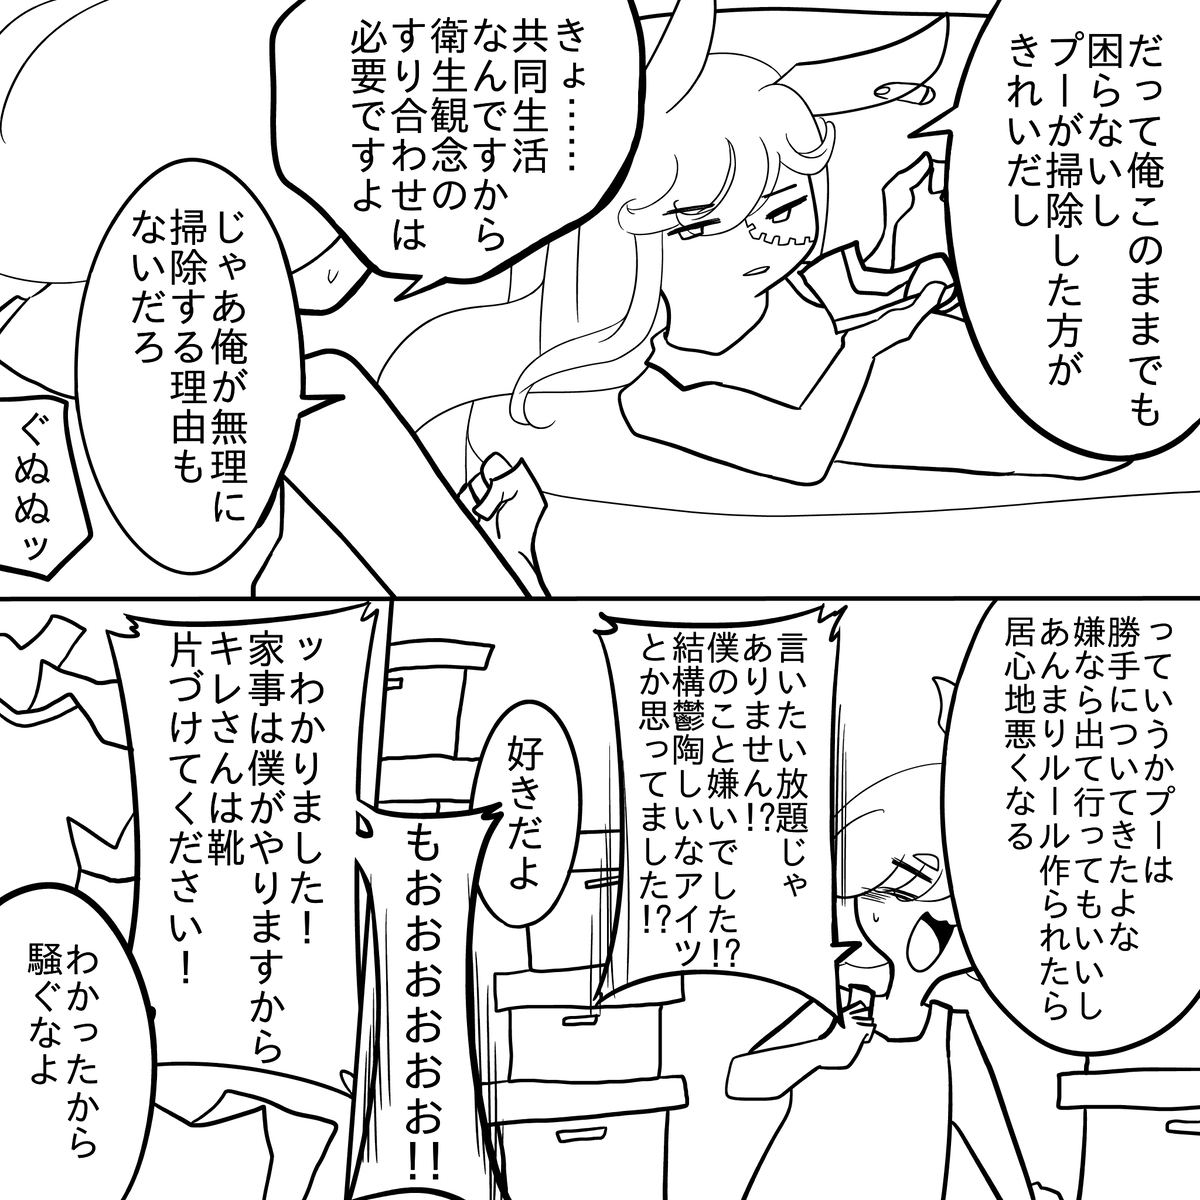 だって俺このままでも
困らないし
プーが掃除した方が
きれいだし
きょ……
共同生活
なんですから
衛生観念の
すり合わせは
必要ですよ
じゃあ俺が無理に
掃除する理由も
ないだろ
ぐぬぬッ
っていうかプーは
勝手についてきたよな
嫌なら出て行ってもいいし
あんまりルール作られたら
居心地悪くなる
言いたい放題じゃ
ありません!?
僕のこと嫌いでした!?
結構鬱陶しいなアイツ
とか思ってました!?
好きだよ
もおおおおおお!!
ッわかりました!
家事は僕がやりますから
キレさんは靴
片づけてください!
わかったから
騒ぐなよ